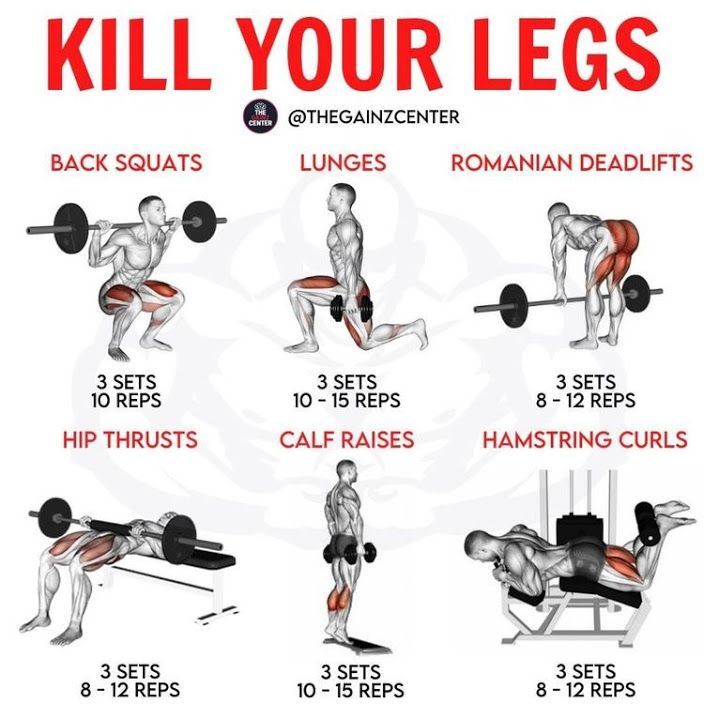 KILL YOUR LEGS
THE
GAINZ
CENTER
@THEGAINZCENTER
BACK SQUATS
LUNGES
ROMANIAN DEADLIFTS
3 SETS
10 REPS
3 SETS
10 - 15 REPS
3 SETS
8 - 12 REPS
HIP THRUSTS
CALF RAISES
HAMSTRING CURLS
3 SETS
8 - 12 REPS
3 SETS
10 - 15 REPS
3 SETS
8 - 12 REPS